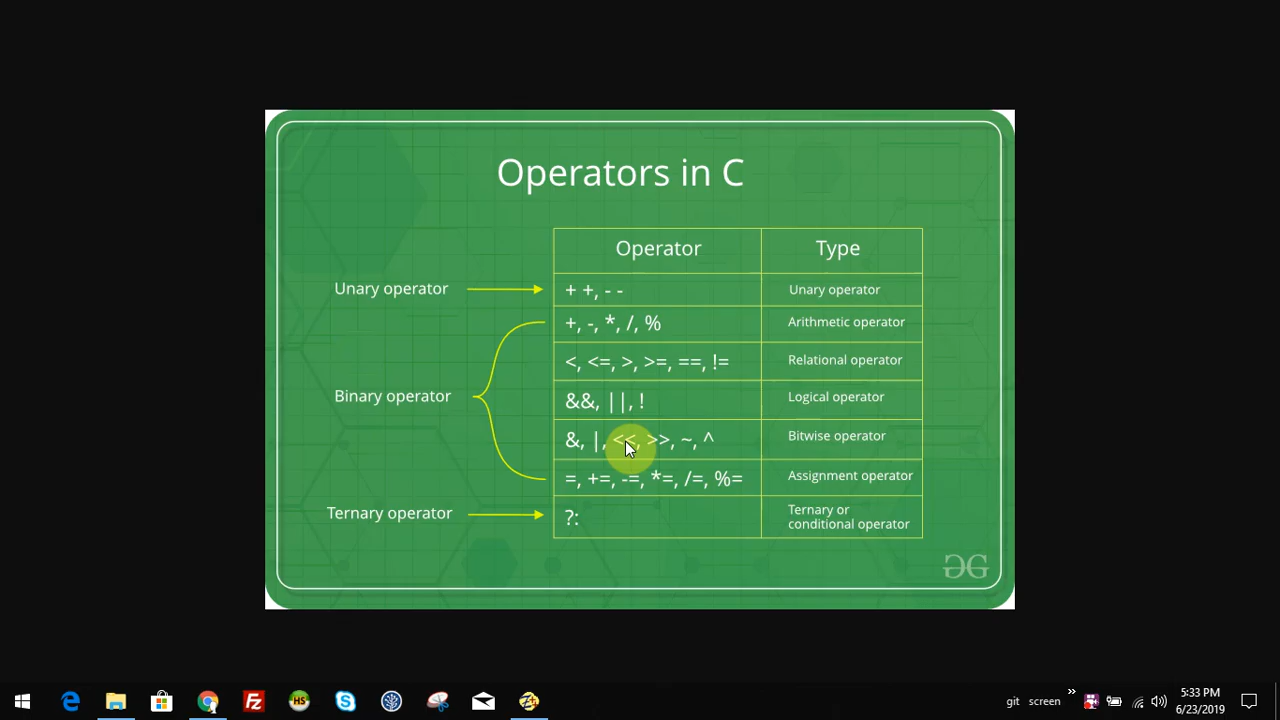 Operators in C
Operator Type
Unary operator + +, - - Unary operator
+, -, *, /, % Arithmetic operator
<, <=, >, >=, ==, != Relational operator
Binary operator &&, ||, ! Logical operator
&, |, <<, >>, ~, ^ Bitwise operator
=, +=, -=, *=, /=, %= Assignment operator
Ternary operator ?: Ternary or
conditional operator
git screen » 5:33 PM
6/23/2019